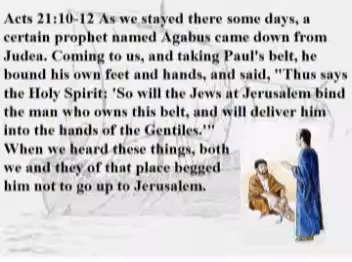 Acts 21:10-12 As we stayed there some days, a
certain prophet named Agabus came down from
Judea. Coming to us, and taking Paul's belt, he
bound his own feet and hands, and said, "Thus says
the Holy Spirit: 'So will the Jews at Jerusalem bind
the man who owns this belt, and will deliver him
into the hands of the Gentiles.'"
When we heard these things, both
we and they of that place begged
him not to go up to Jerusalem.